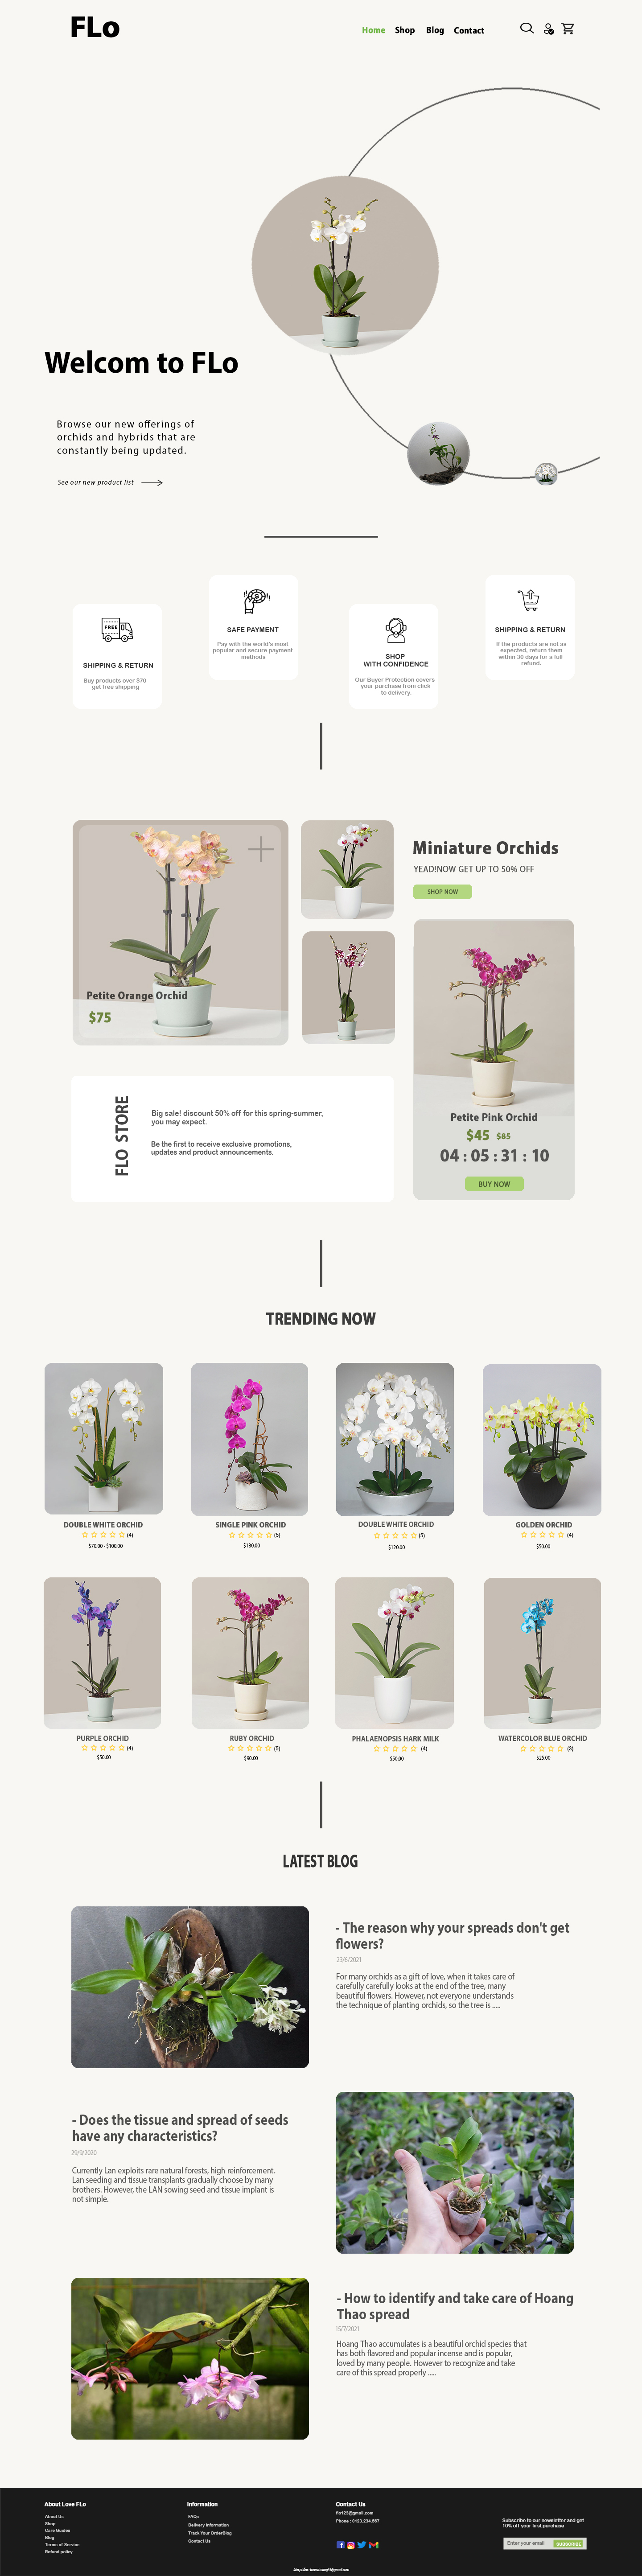 FLo
Home Shop Blog Contact
Welcom to FLo
Browse our new offerings of
orchids and hybrids that are
constantly being updated.
See our new product list
FREE
SHIPPING & RETURN
Buy products over $70
get free shipping
SAFE PAYMENT
Pay with the world's most
popular and secure payment
methods
SHOP
WITH CONFIDENCE
Our Buyer Protection covers
your purchase from click
to delivery.
SHIPPING & RETURN
If the products are not as
expected, return them
within 30 days for a full
refund.
Petite Orange Orchid
$75
Miniature Orchids
YEAD!NOW GET UP TO 50% OFF
SHOP NOW
Petite Pink Orchid
$45 $85
04 : 05 : 31 : 10
BUY NOW
FLO STORE
Big sale! discount 50% off for this spring-summer,
you may expect.
Be the first to receive exclusive promotions,
updates and product announcements.
TRENDING NOW
DOUBLE WHITE ORCHID
(4)
$70.00 - $100.00
SINGLE PINK ORCHID
(5)
$130.00
DOUBLE WHITE ORCHID
(5)
$120.00
GOLDEN ORCHID
(4)
$50.00
PURPLE ORCHID
(4)
$50.00
RUBY ORCHID
(5)
$90.00
PHALAENOPSIS HARK MILK
(4)
$50.00
WATERCOLOR BLUE ORCHID
(3)
$25.00
LATEST BLOG
- The reason why your spreads don't get
flowers?
23/6/2021
For many orchids as a gift of love, when it takes care of
carefully carefully looks at the end of the tree, many
beautiful flowers. However, not everyone understands
the technique of planting orchids, so the tree is .....
- Does the tissue and spread of seeds
have any characteristics?
29/9/2020
Currently Lan exploits rare natural forests, high reinforcement.
Lan seeding and tissue transplants gradually choose by many
brothers. However, the LAN sowing seed and tissue implant is
not simple.
- How to identify and take care of Hoang
Thao spread
15/7/2021
Hoang Thao accumulates is a beautiful orchid species that
has both flavored and popular incense and is popular,
loved by many people. However to recognize and take
care of this spread properly .....
About Love FLo
About Us
Shop
Care Guides
Blog
Terms of Service
Refund policy
Information
FAQs
Delivery Information
Track Your OrderBlog
Contact Us
Contact Us
flo123@gmail.com
Phone : 0123.234.567
Subscribe to our newsletter and get
10% off your first purchase
Enter your email
SUBSCRIBE